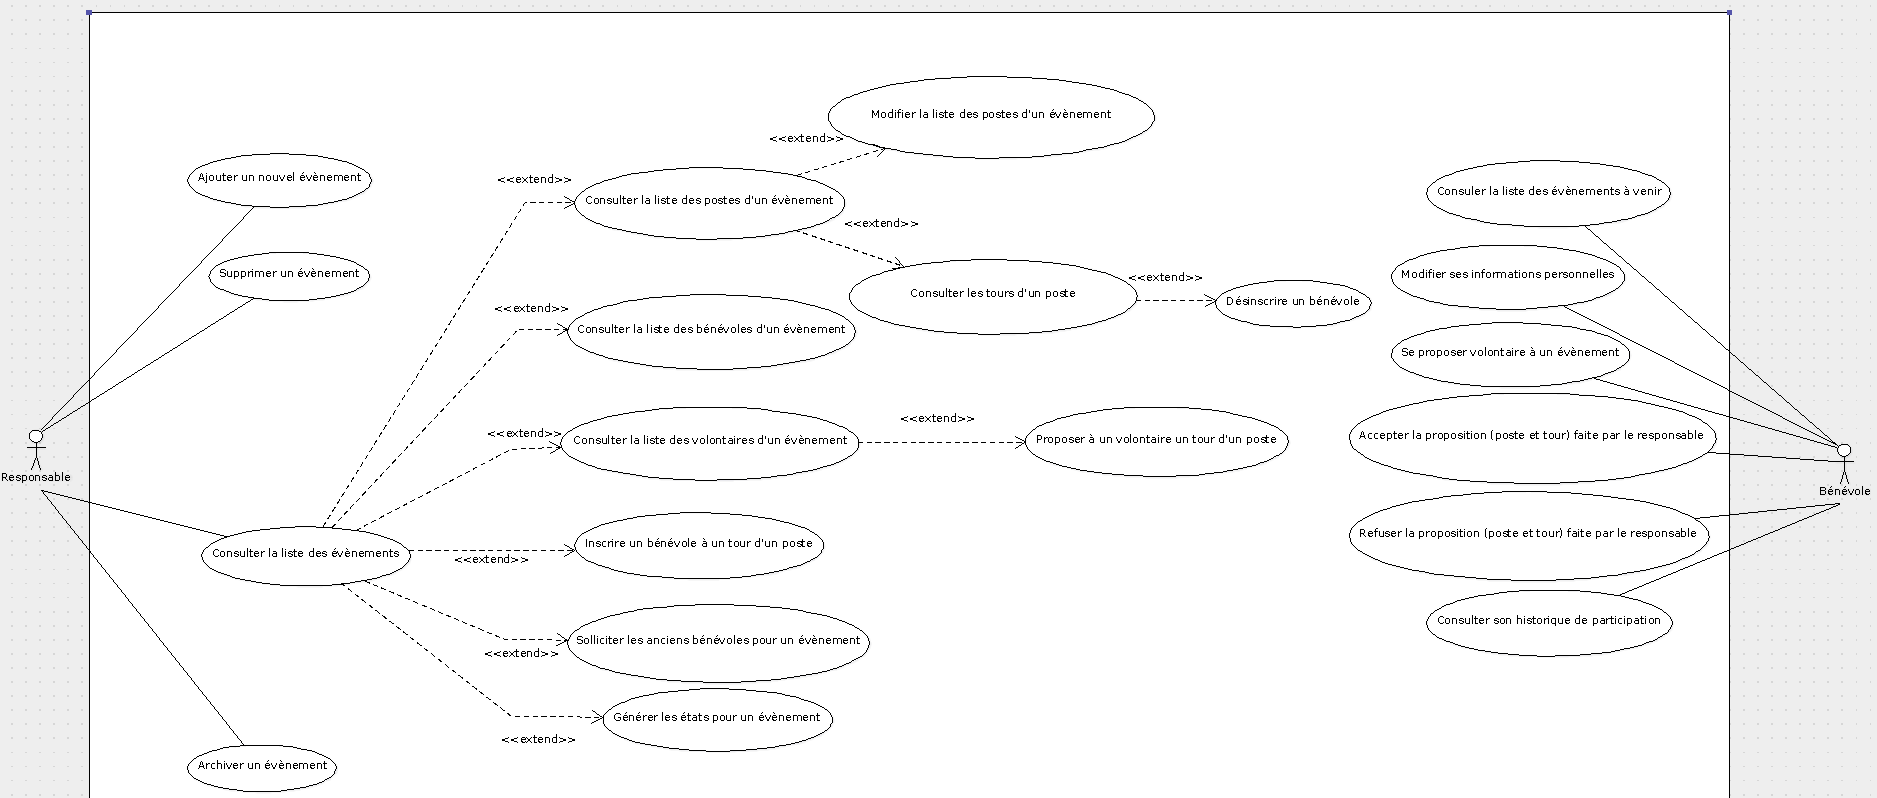 Modifier la liste des postes d'un évènement
<<extend>>
Ajouter un nouvel évènement
<<extend>>
Consulter la liste des postes d'un évènement
Consuler la liste des évènements à venir
<<extend>>
Supprimer un évènement
Consulter les tours d'un poste
<<extend>>
Désinscrire un bénévole
Modifier ses informations personnelles
<<extend>>
Consulter la liste des bénévoles d'un évènement
Se proposer volontaire à un évènement
<<extend>>
Consulter la liste des volontaires d'un évènement
<<extend>>
Proposer à un volontaire un tour d'un poste
Accepter la proposition (poste et tour) faite par le responsable
Responsable
Bénévole
Consulter la liste des évènements
<<extend>>
Inscrire un bénévole à un tour d'un poste
Refuser la proposition (poste et tour) faite par le responsable
Solliciter les anciens bénévoles pour un évènement
<<extend>>
Consulter son historique de participation
Générer les états pour un évènement
<<extend>>
Archiver un évènement